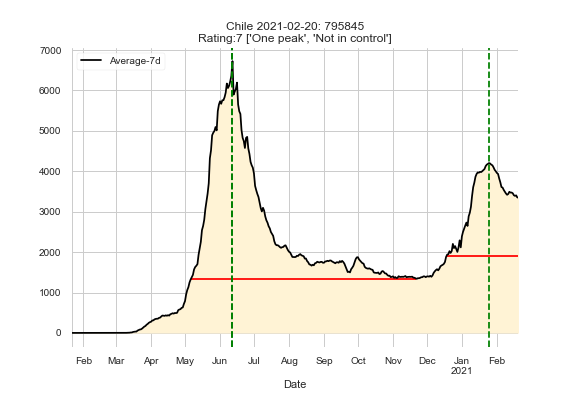 Chile 2021-02-20: 795845
Rating:7 ['One peak', 'Not in control']
Average-7d
7000
6000
5000
4000
3000
2000
1000
0
Feb Mar Apr May Jun Jul Aug Sep Oct Nov Dec Jan Feb
2021
Date